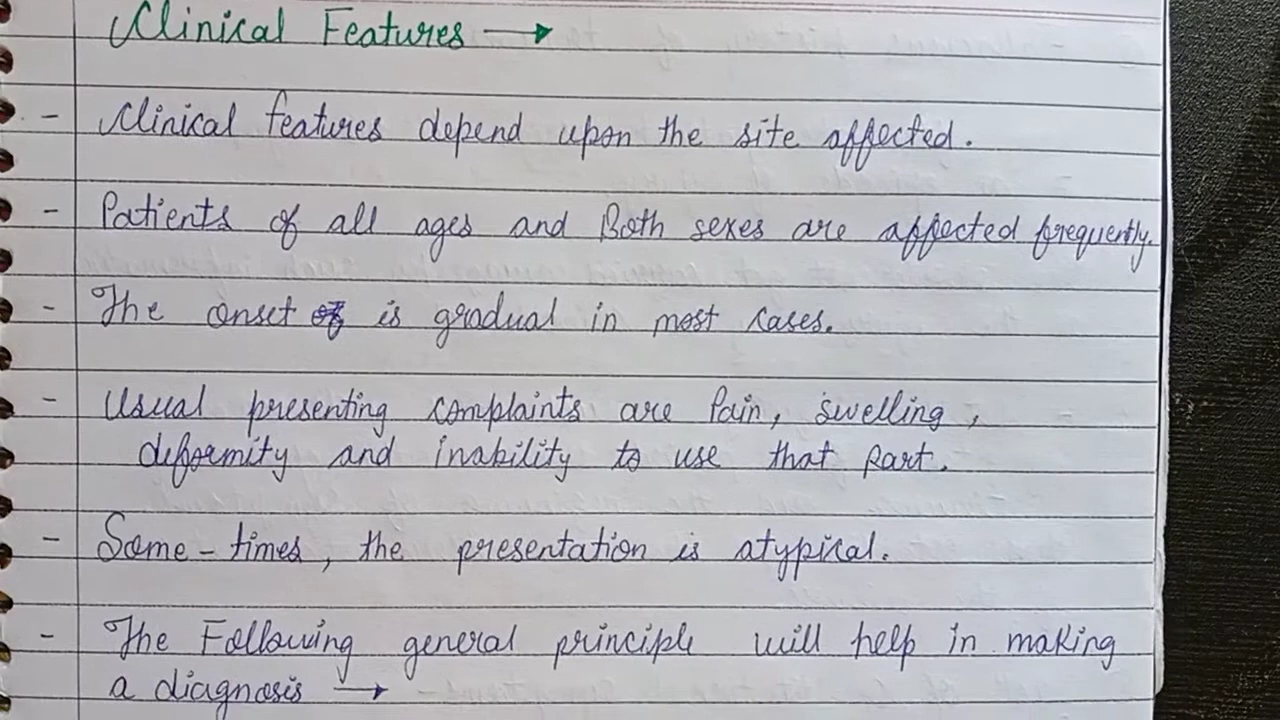 Clinical Features →
- Clinical features depend upon the site affected.
- Patients of all ages and Both sexes are affected frequently.
- The onset is gradual in most cases.
- Usual presenting complaints are Pain, swelling,
deformity and inability to use that part.
- Some-times, the presentation is atypical.
- The Following general principle will help in making
a diagnosis →